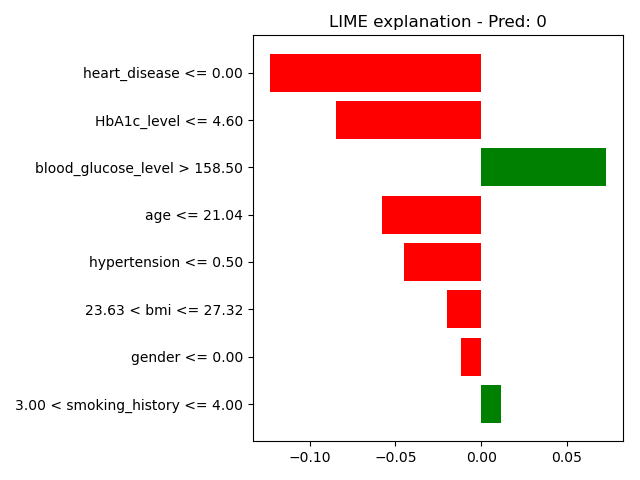 LIME explanation - Pred: 0
heart_disease <= 0.00
HbA1c_level <= 4.60
blood_glucose_level > 158.50
age <= 21.04
hypertension <= 0.50
23.63 < bmi <= 27.32
gender <= 0.00
3.00 < smoking_history <= 4.00
−0.10 −0.05 0.00 0.05